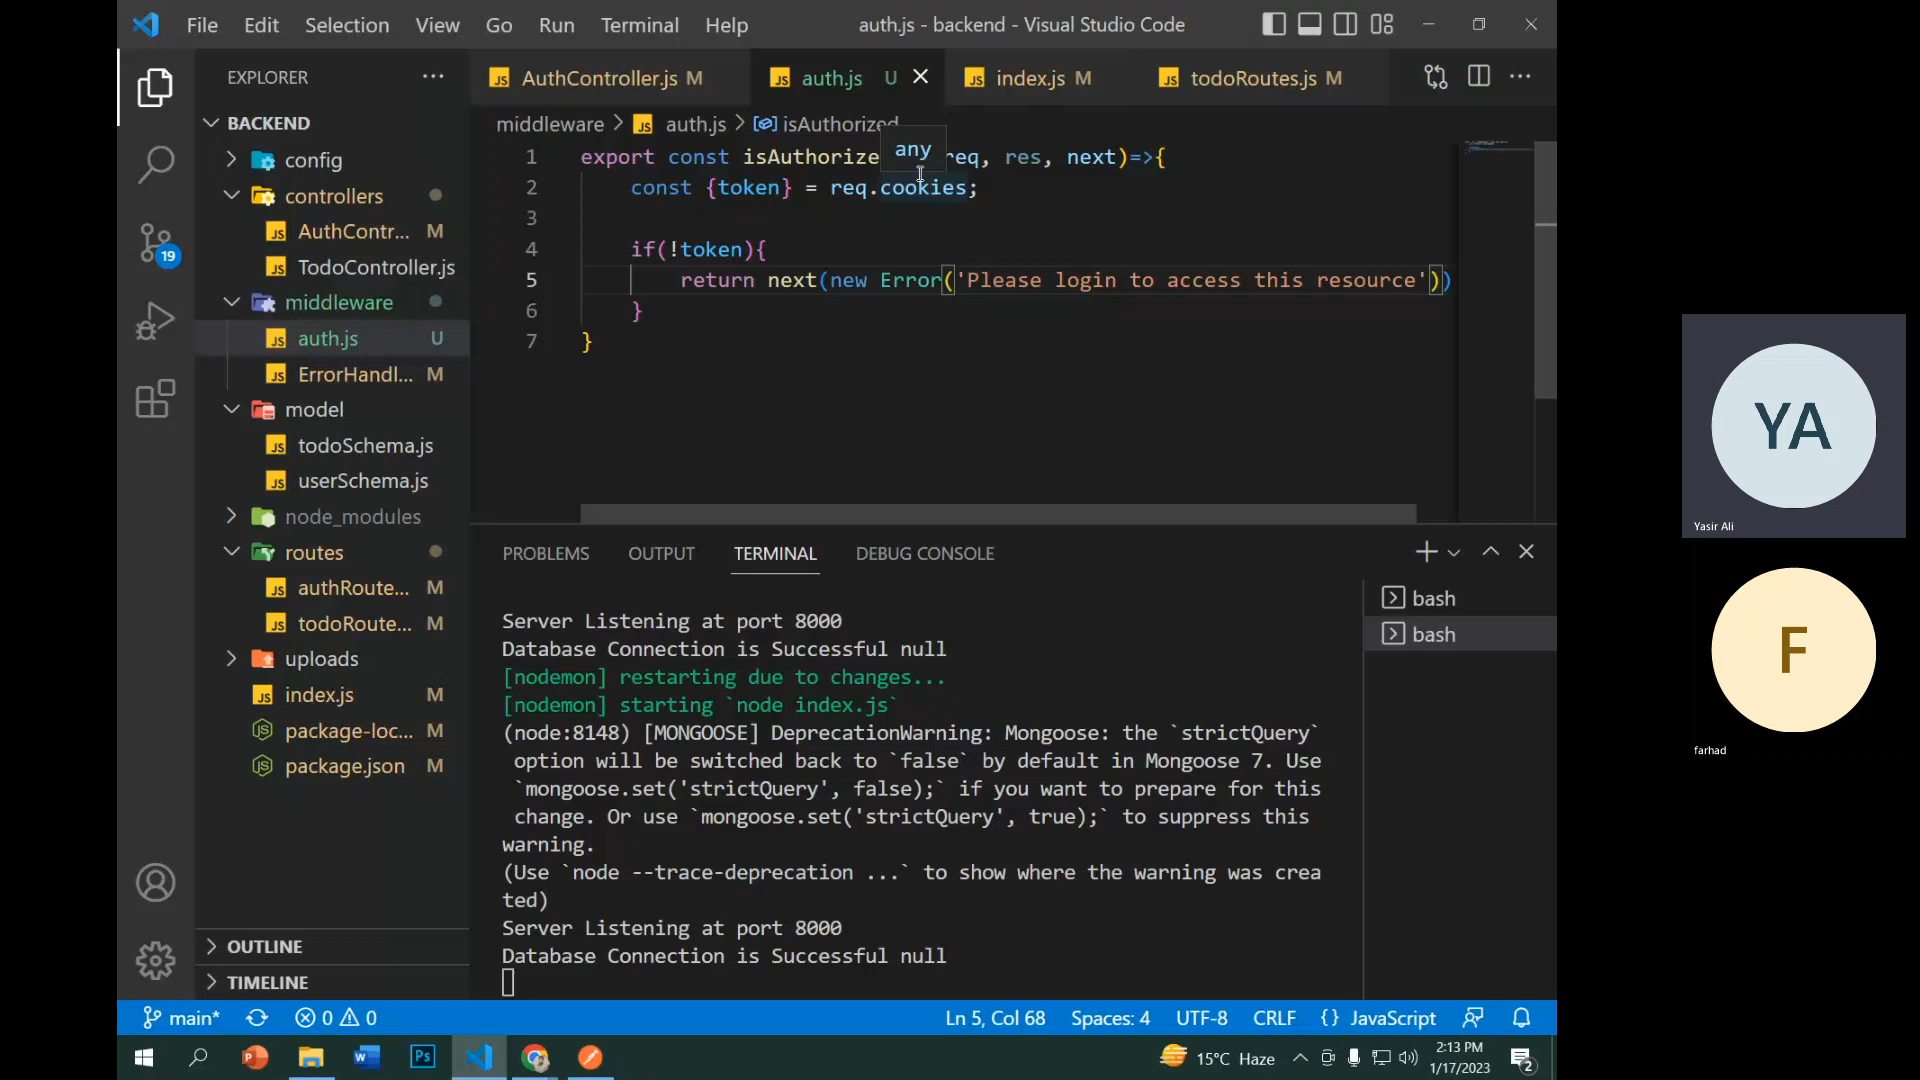 File Edit Selection View Go Run Terminal Help
auth.js - backend - Visual Studio Code
EXPLORER
BACKEND
config
controllers
AuthContr... M
TodoController.js
middleware
auth.js U
ErrorHandl... M
model
todoSchema.js
userSchema.js
node_modules
routes
authRoute... M
todoRoute... M
uploads
index.js M
package-loc... M
package.json M
OUTLINE
TIMELINE
19
AuthController.js M
auth.js U
index.js M
todoRoutes.js M
middleware > auth.js > isAuthorized
any
1 export const isAuthorize req, res, next)=>{
2 const {token} = req.cookies;
3
4 if(!token){
5 return next(new Error('Please login to access this resource'))
6 }
7 }
PROBLEMS OUTPUT TERMINAL DEBUG CONSOLE
Server Listening at port 8000
Database Connection is Successful null
[nodemon] restarting due to changes...
[nodemon] starting `node index.js`
(node:8148) [MONGOOSE] DeprecationWarning: Mongoose: the `strictQuery`
option will be switched back to `false` by default in Mongoose 7. Use
`mongoose.set('strictQuery', false);` if you want to prepare for this
change. Or use `mongoose.set('strictQuery', true);` to suppress this
warning.
(Use `node --trace-deprecation ...` to show where the warning was crea
ted)
Server Listening at port 8000
Database Connection is Successful null
bash
bash
main* 0 0
Ln 5, Col 68 Spaces: 4 UTF-8 CRLF {} JavaScript
15°C Haze
2:13 PM
1/17/2023
2
YA
Yasir Ali
F
farhad